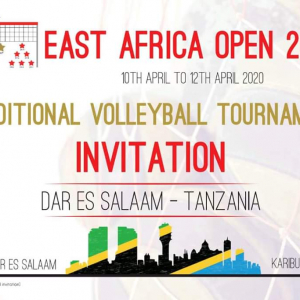 EAST AFRICA OPEN 2
10TH APRIL TO 12TH APRIL 2020
DITIONAL VOLLEYBALL TOURNAM
INVITATION
DAR ES SALAAM – TANZANIA
R ES SALAAM
KARIBU